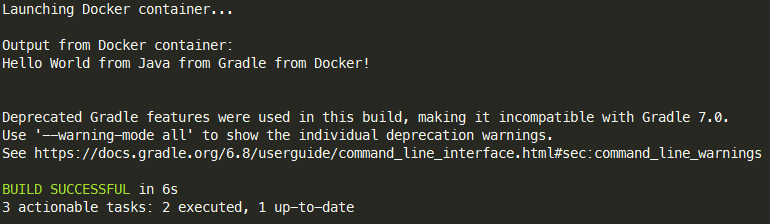 Launching Docker container...
Output from Docker container:
Hello World from Java from Gradle from Docker!
Deprecated Gradle features were used in this build, making it incompatible with Gradle 7.0.
Use '--warning-mode all' to show the individual deprecation warnings.
See https://docs.gradle.org/6.8/userguide/command_line_interface.html#sec:command_line_warnings
BUILD SUCCESSFUL in 6s
3 actionable tasks: 2 executed, 1 up-to-date